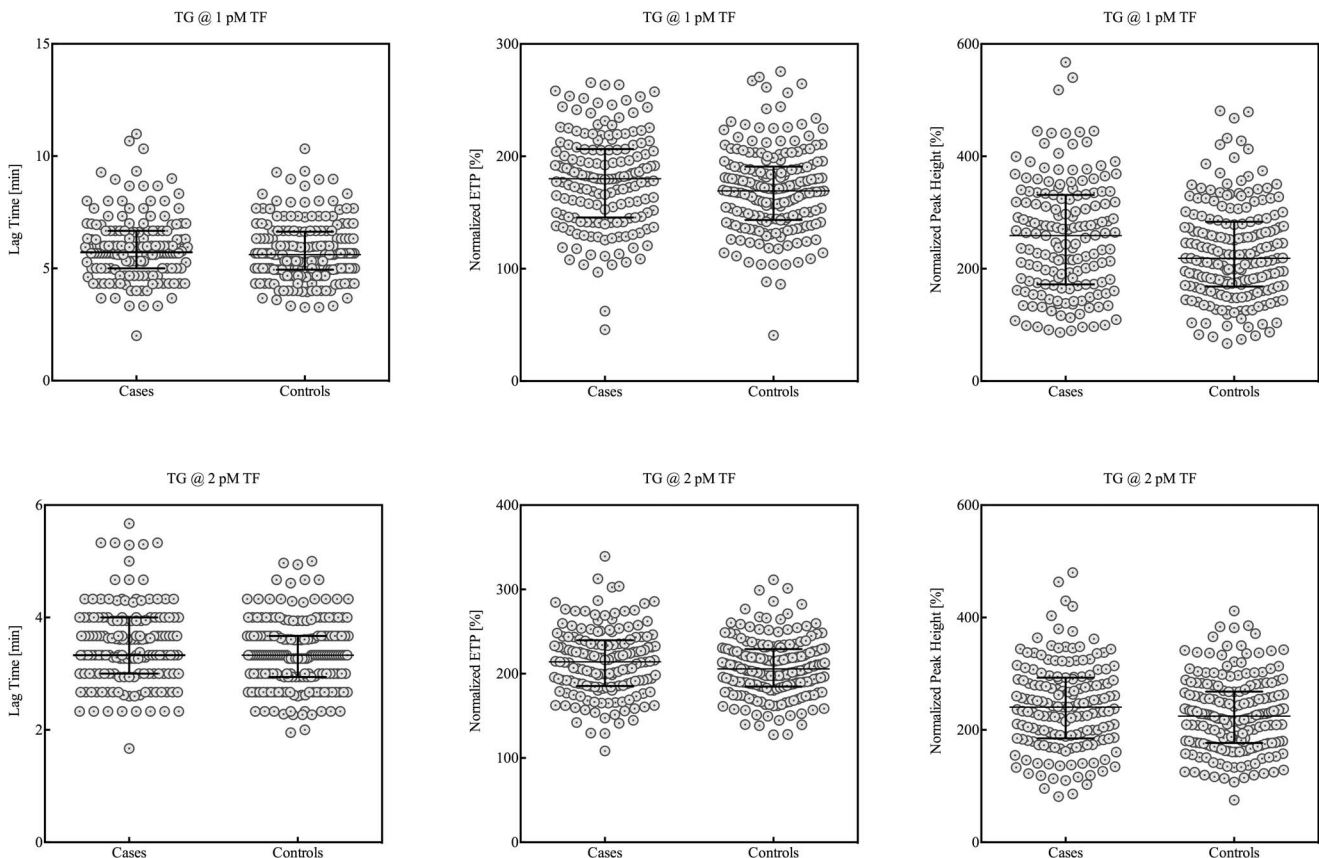 TG @ 1 pM TF
Lag Time [min]
15
10
5
0
Cases
Controls
TG @ 1 pM TF
Normalized ETP [%]
300
200
100
0
Cases
Controls
TG @ 1 pM TF
Normalized Peak Height [%]
600
400
200
0
Cases
Controls
TG @ 2 pM TF
Lag Time [min]
6
4
2
0
Cases
Controls
TG @ 2 pM TF
Normalized ETP [%]
400
300
200
100
0
Cases
Controls
TG @ 2 pM TF
Normalized Peak Height [%]
600
400
200
0
Cases
Controls